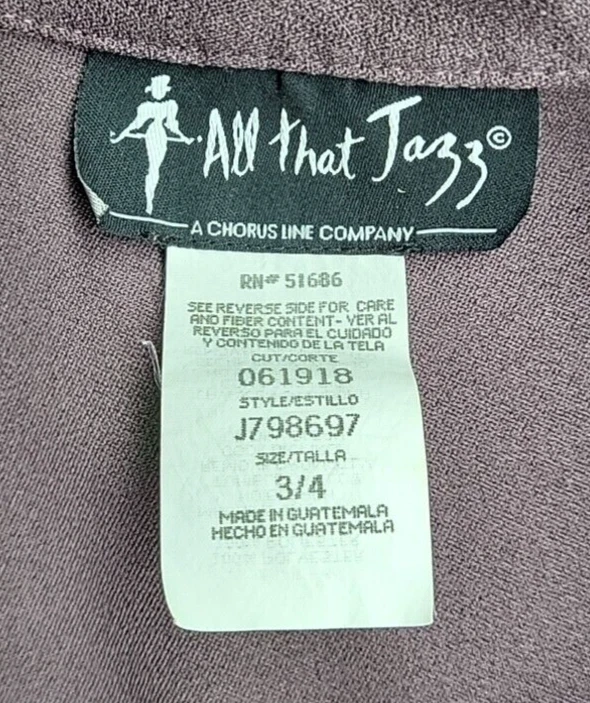 All that Jazz©
A CHORUS LINE COMPANY
RN# 51686
SEE REVERSE SIDE FOR CARE
AND FIBER CONTENT- VER AL
REVERSO PARA EL CUIDADO
Y CONTENIDO DE LA TELA
CUT/CORTE
061918
STYLE/ESTILLO
J798697
SIZE/TALLA
3/4
MADE IN GUATEMALA
HECHO EN GUATEMALA